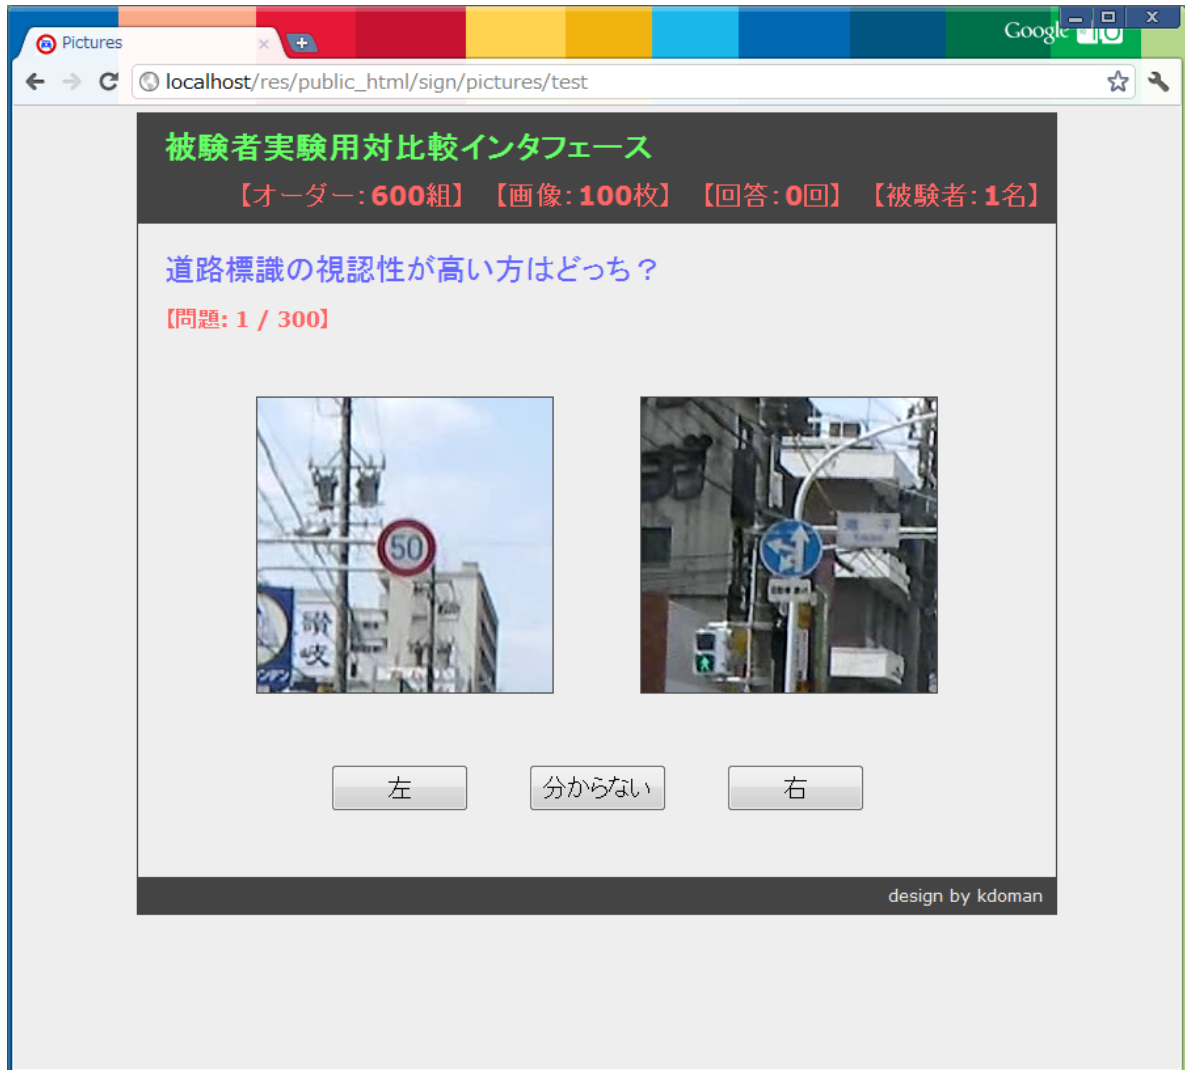 Pictures
Google
localhost/res/public_html/sign/pictures/test
被験者実験用対比較インタフェース
【オーダー：600組】 【画像：100枚】 【回答：0回】 【被験者：1名】
道路標識の視認性が高い方はどっち？
【問題: 1 / 300】
50
讃岐
左 分からない 右
design by kdoman